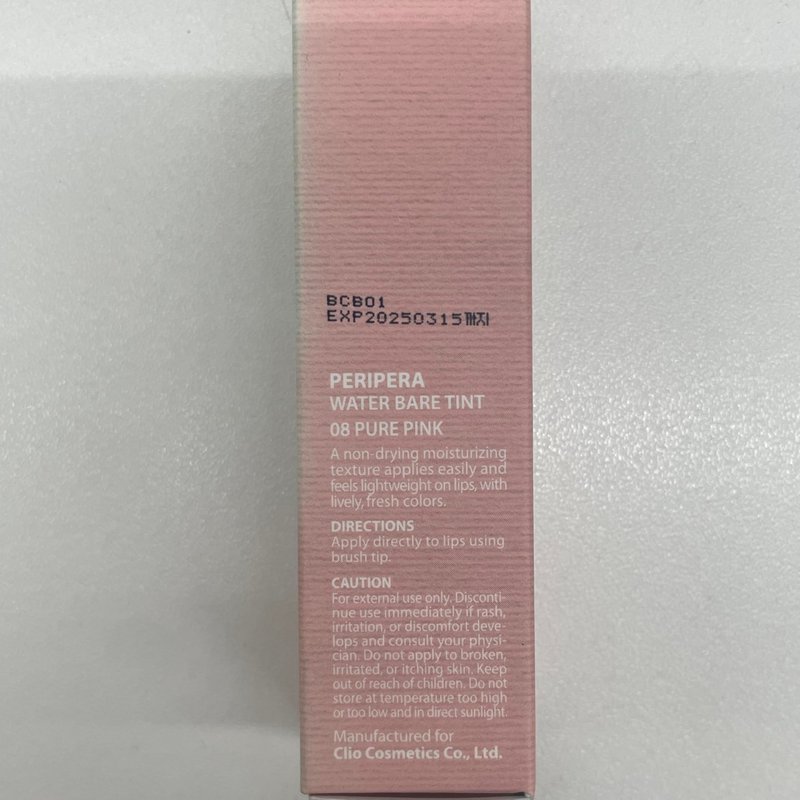 BCB01
EXP20250315까지
PERIPERA
WATER BARE TINT
08 PURE PINK
A non-drying moisturizing
texture applies easily and
feels lightweight on lips, with
lively, fresh colors.
DIRECTIONS
Apply directly to lips using
brush tip.
CAUTION
For external use only. Disconti-
nue use immediately if rash,
irritation, or discomfort deve-
lops and consult your physi-
cian. Do not apply to broken,
irritated, or itching skin. Keep
out of reach of children. Do not
store at temperature too high
or too low and in direct sunlight.
Manufactured for
Clio Cosmetics Co., Ltd.